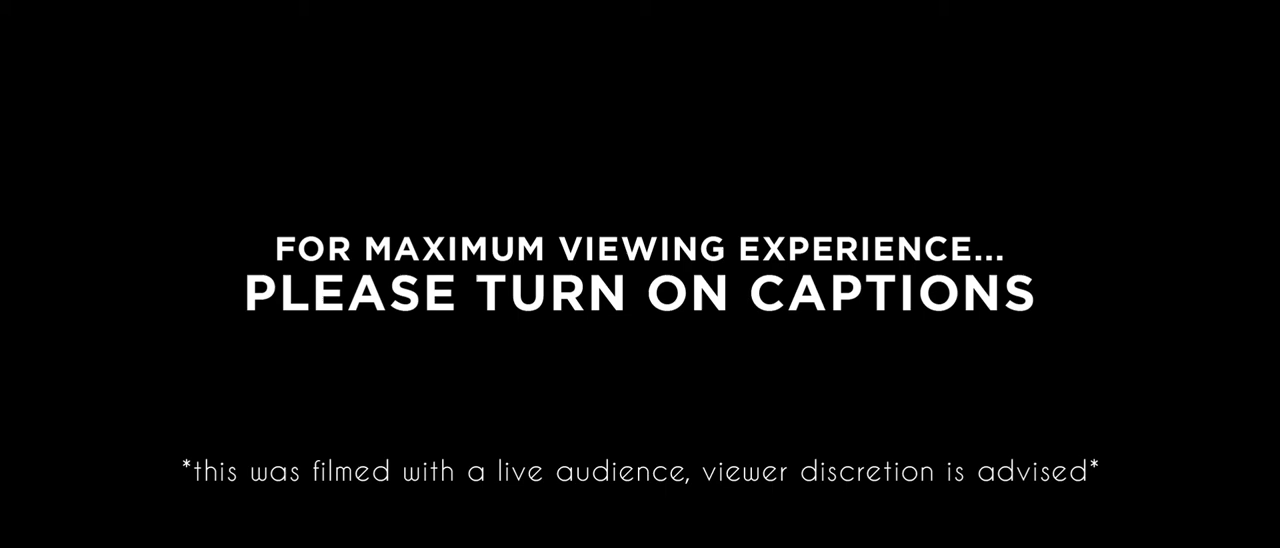 FOR MAXIMUM VIEWING EXPERIENCE...
PLEASE TURN ON CAPTIONS
*this was filmed with a live audience, viewer discretion is advised*